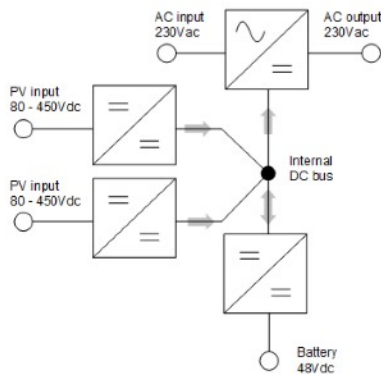 AC input
230Vac
AC output
230Vac
PV input
80 - 450Vdc
PV input
80 - 450Vdc
Internal
DC bus
Battery
48Vdc